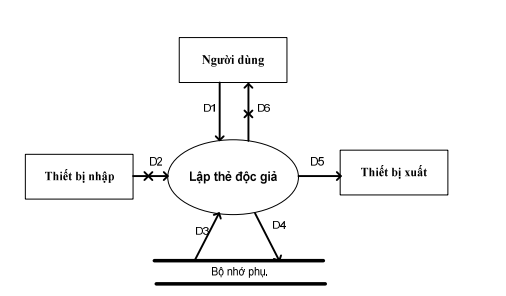 Người dùng
D1
D6
Thiết bị nhập
D2
Lập thẻ độc giả
D5
Thiết bị xuất
D3
D4
Bộ nhớ phụ.